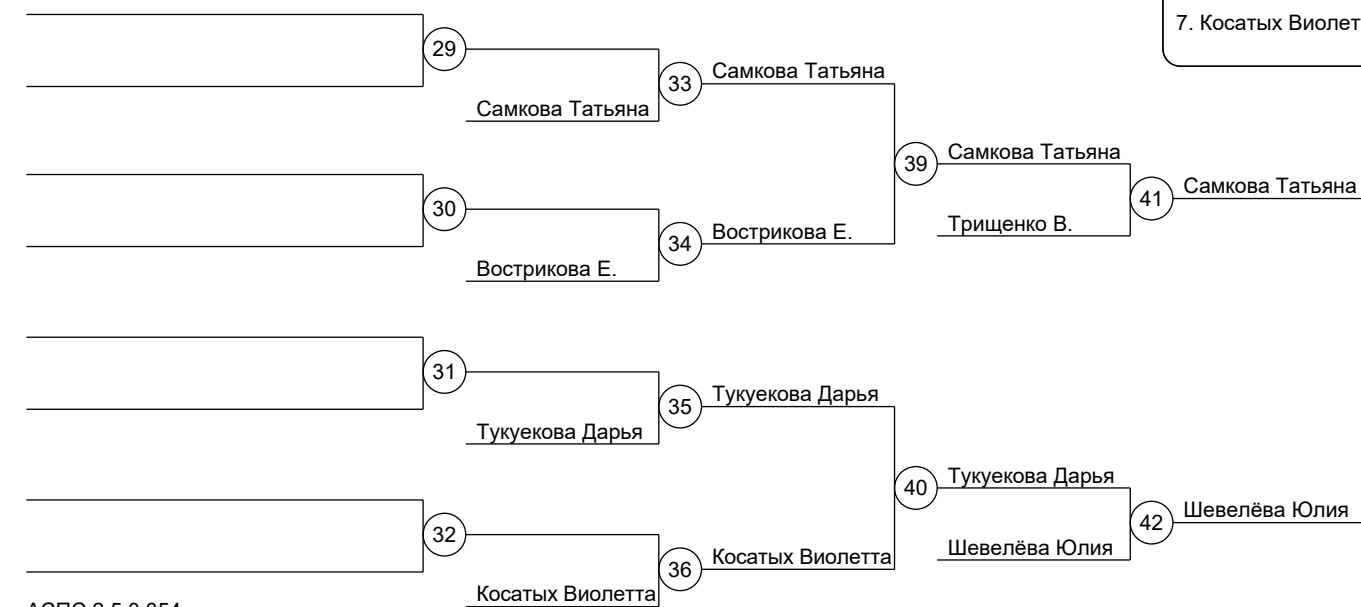 7. Косатых Виолет
29
33
Самкова Татьяна
Самкова Татьяна
39
Самкова Татьяна
41
Самкова Татьяна
30
34
Вострикова Е.
Трищенко В.
Вострикова Е.
31
35
Тукуекова Дарья
Тукуекова Дарья
40
Тукуекова Дарья
42
Шевелёва Юлия
32
36
Косатых Виолетта
Шевелёва Юлия
Косатых Виолетта